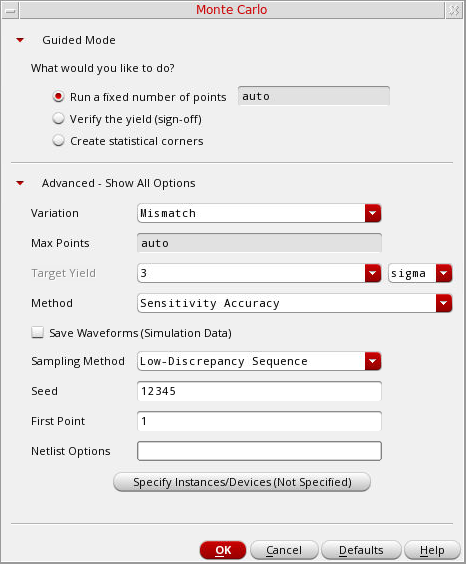 Monte Carlo
Guided Mode
What would you like to do?
Run a fixed number of points auto
Verify the yield (sign-off)
Create statistical corners
Advanced - Show All Options
Variation Mismatch
Max Points auto
Target Yield 3 sigma
Method Sensitivity Accuracy
Save Waveforms (Simulation Data)
Sampling Method Low-Discrepancy Sequence
Seed 12345
First Point 1
Netlist Options
Specify Instances/Devices (Not Specified)
OK Cancel Defaults Help